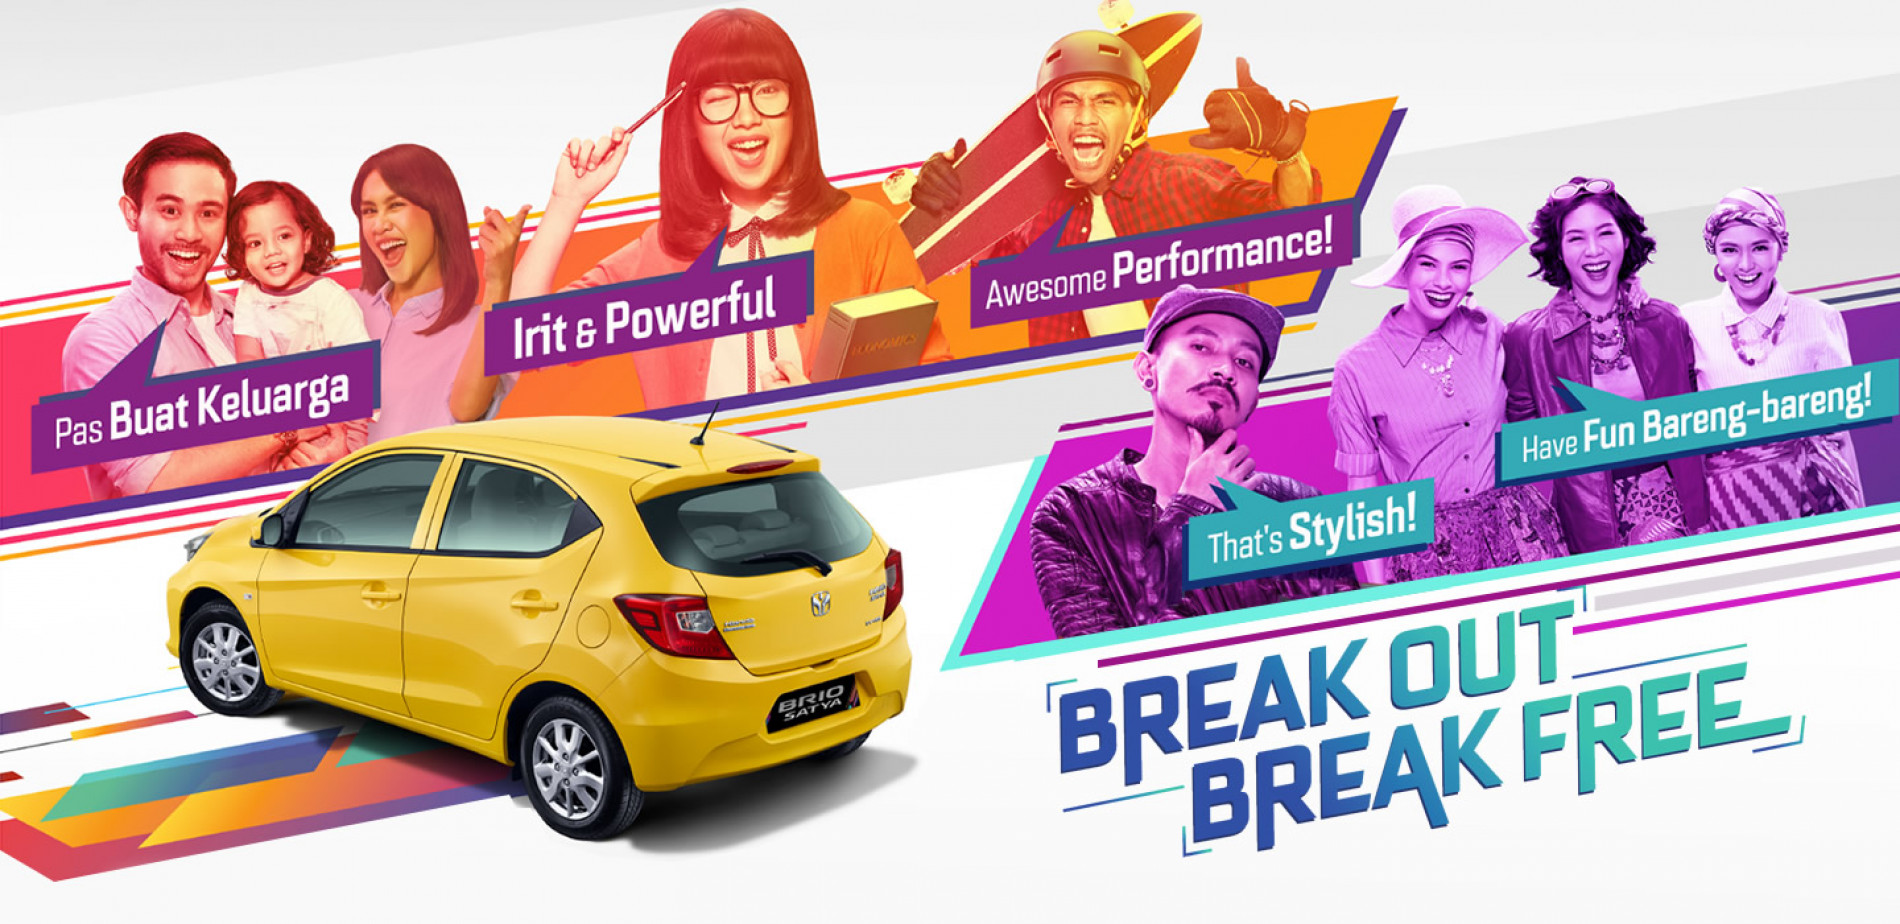 Pas Buat Keluarga
Irit & Powerful
ECONOMICS
Awesome Performance!
That's Stylish!
Have Fun Bareng-bareng!
BRIO
SATYA
BREAK OUT
BREAK FREE